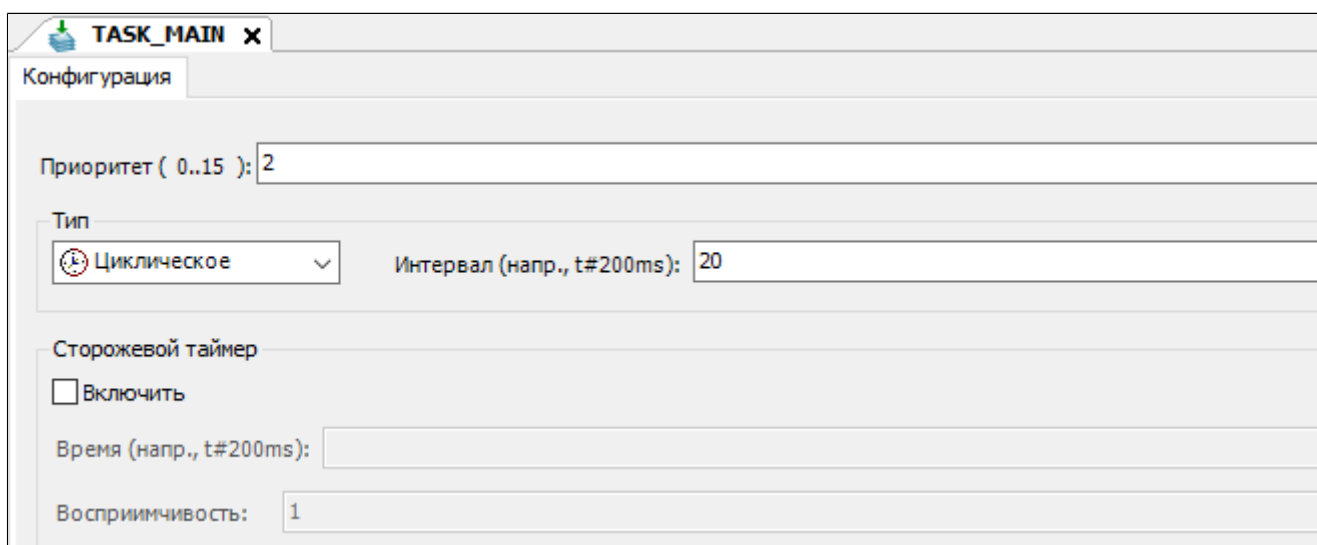 TASK_MAIN x
Конфигурация
Приоритет ( 0..15 ): 2
Тип
Циклическое Интервал (напр., t#200ms): 20
Сторожевой таймер
Включить
Время (напр., t#200ms):
Восприимчивость: 1